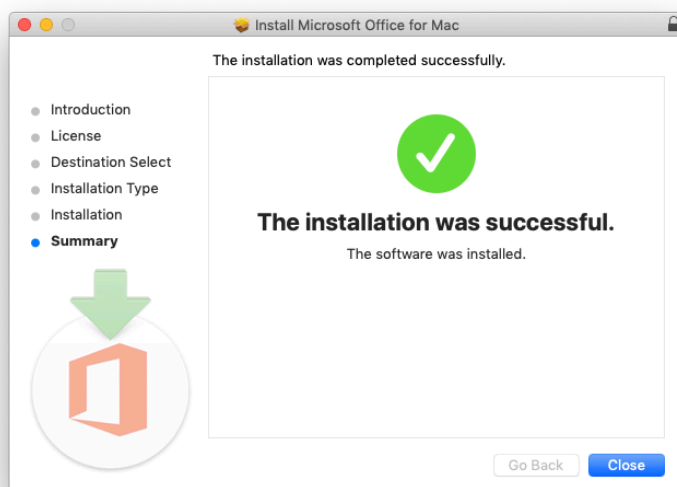 Install Microsoft Office for Mac
The installation was completed successfully.
Introduction
License
Destination Select
Installation Type
Installation
Summary
The installation was successful.
The software was installed.
Go Back
Close